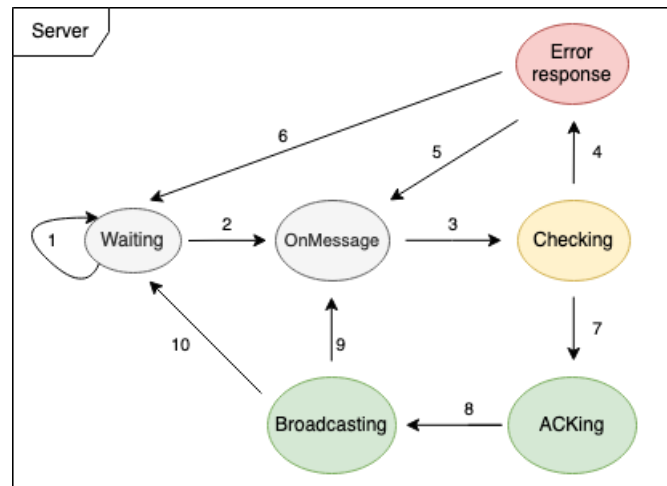 Server
Error
response
6
5
4
1
Waiting
2
OnMessage
3
Checking
10
9
7
Broadcasting
8
ACKing